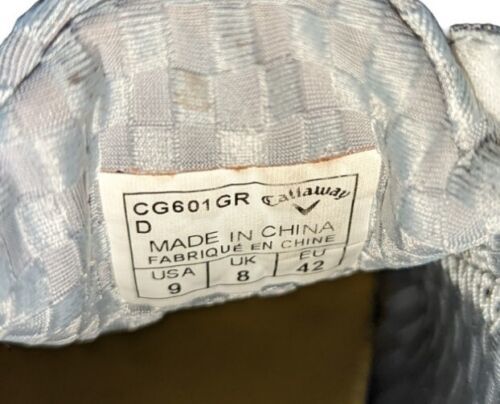 CG601GR Callaway
D
MADE IN CHINA
FABRIQUÉ EN CHINE
USA UK EU
9 8 42